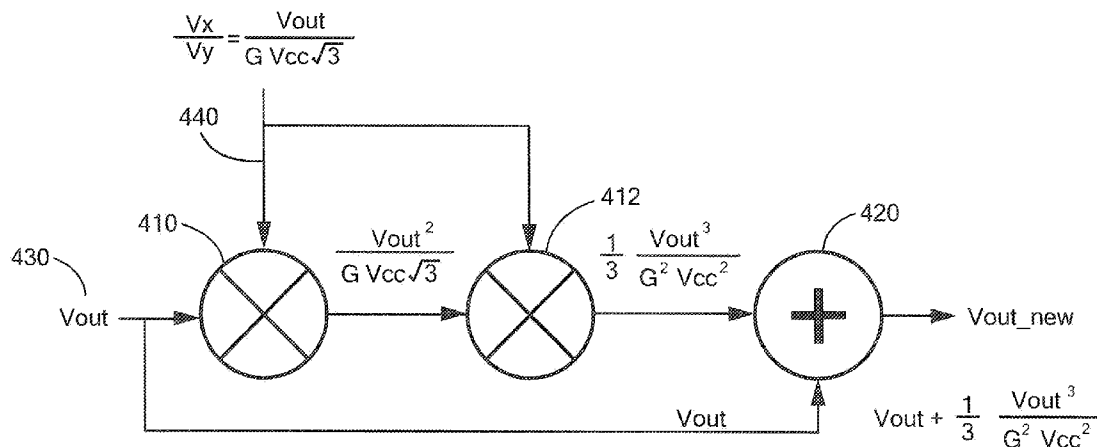 Vx/Vy = Vout/(G Vcc√3)
440
410
412
420
430
Vout²/(G Vcc√3)
1/3 Vout³/(G² Vcc²)
Vout
Vout_new
Vout
Vout + 1/3 Vout³/(G² Vcc²)